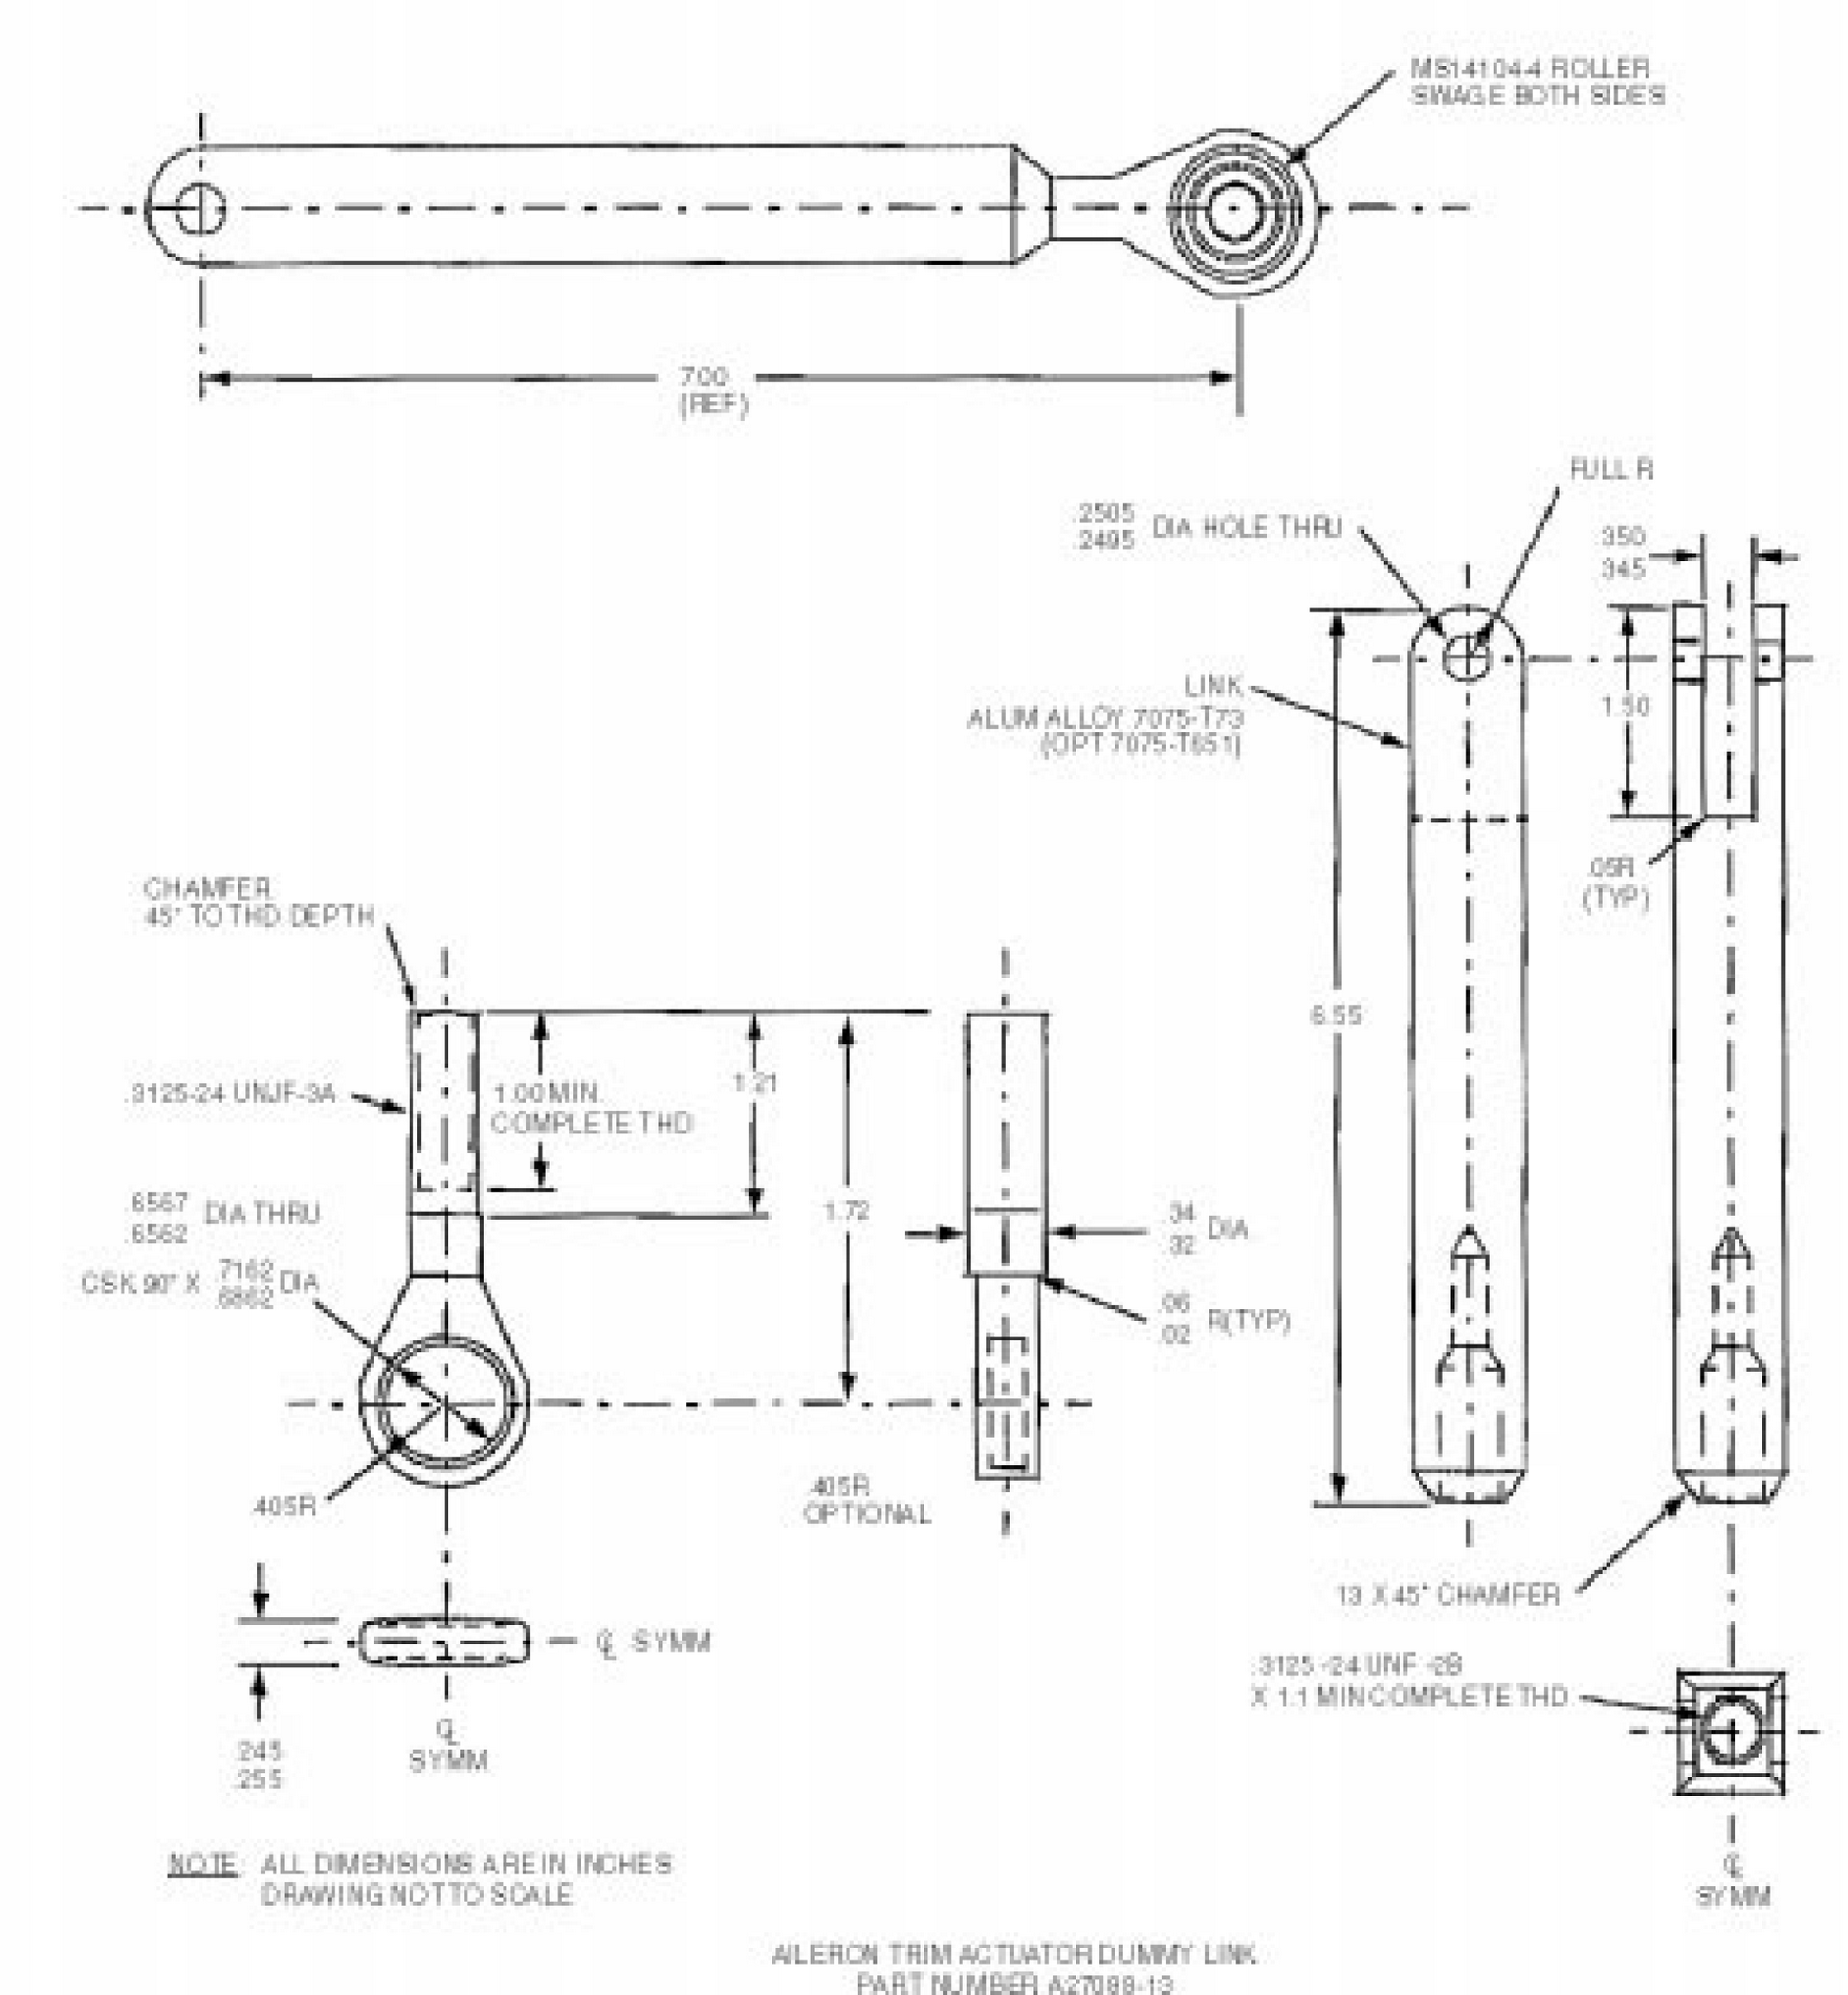 MS14104-4 ROLLER
SWAGE BOTH SIDES
7.00
(REF)
FULL R
.2505
.2495
DIA HOLE THRU
.350
.345
LINK
ALUM ALLOY 7075-T73
(OPT 7075-T651)
1.50
.05R
(TYP)
CHAMFER
45° TO THD DEPTH
6.55
.3125-24 UNJF-3A
1.00 MIN.
COMPLETE THD
1.21
1.72
.6567
.6562
DIA THRU
CSK 90° X
.7162
.6862
DIA
.34
.32
DIA
.06
.02
R(TYP)
.405R
.405R
OPTIONAL
.13 X 45° CHAMFER
℄ SYMM
.3125-24 UNF-2B
X 1.1 MIN COMPLETE THD
.245
.255
℄
SYMM
℄
SYMM
NOTE: ALL DIMENSIONS ARE IN INCHES
DRAWING NOT TO SCALE
AILERON TRIM ACTUATOR DUMMY LINK
PART NUMBER